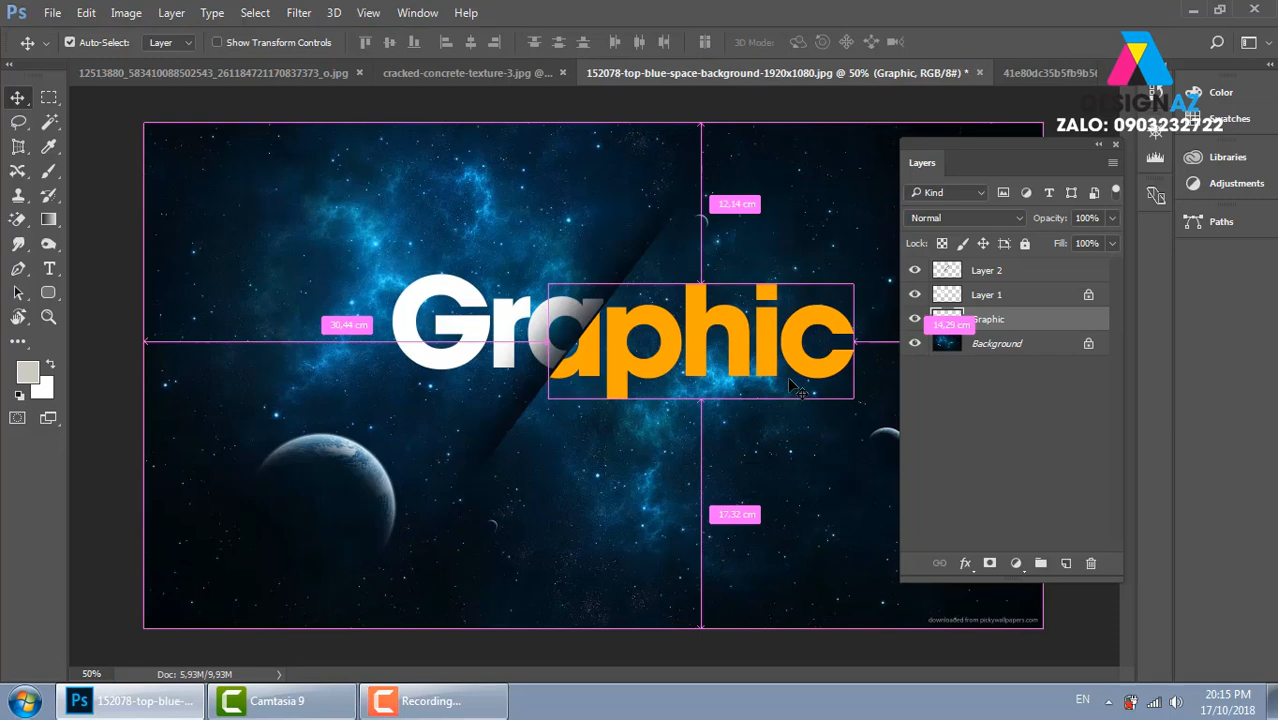 Ps File Edit Image Layer Type Select Filter 3D View Window Help
Auto-Select: Layer Show Transform Controls 3D Mode:
12513880_583410088502543_261184721170837373_o.jpg cracked-concrete-texture-3.jpg @... 152078-top-blue-space-background-1920x1080.jpg @ 50% (Graphic, RGB/8#) * 41e80dc35b5fb9b5
DESIGN AZ
ZALO: 0903232722
Color
Swatches
Libraries
Adjustments
Paths
Layers
Kind
Normal Opacity: 100%
Lock: Fill: 100%
Layer 2
Layer 1
Graphic
Background
12,14 cm
30,44 cm
14,25 cm
17,32 cm
Graphic
downloaded from pickywallpapers.com
50% Doc: 5,93M/9,93M
Ps 152078-top-blue-... C Camtasia 9 C Recording...
EN 20:15 PM
17/10/2018